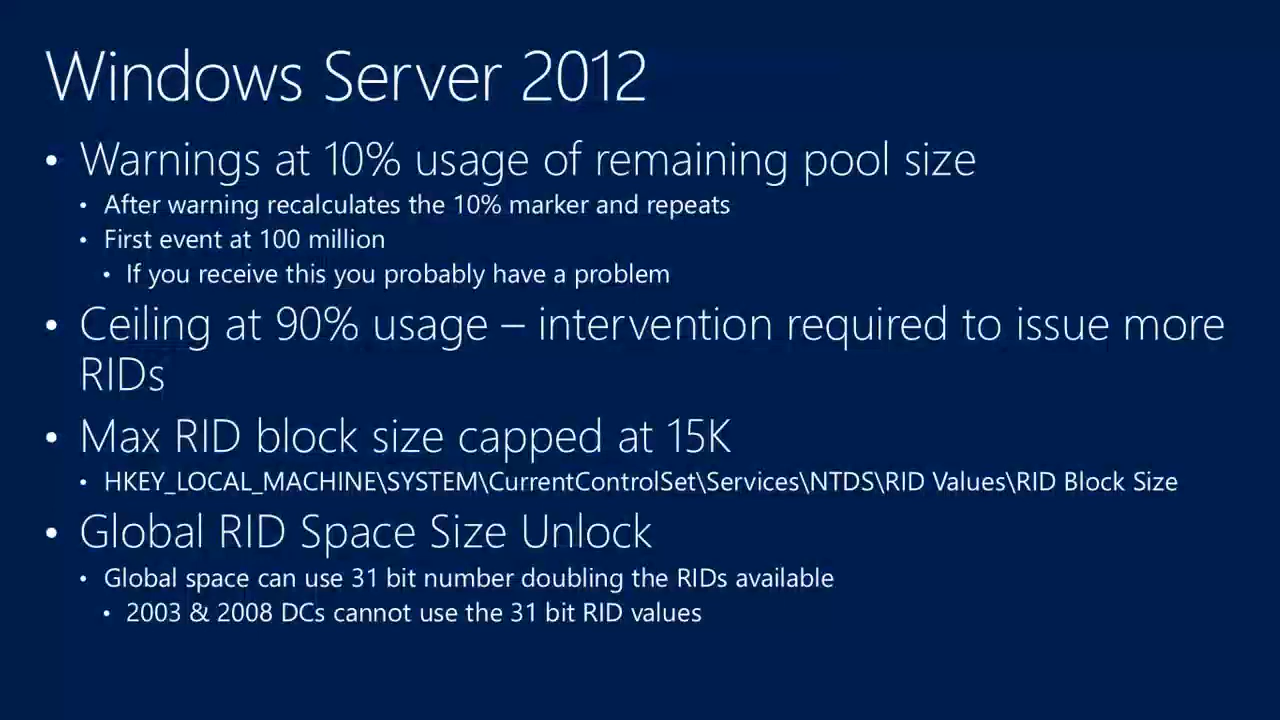 Windows Server 2012
• Warnings at 10% usage of remaining pool size
• After warning recalculates the 10% marker and repeats
• First event at 100 million
• If you receive this you probably have a problem
• Ceiling at 90% usage – intervention required to issue more
RIDs
• Max RID block size capped at 15K
• HKEY_LOCAL_MACHINE\SYSTEM\CurrentControlSet\Services\NTDS\RID Values\RID Block Size
• Global RID Space Size Unlock
• Global space can use 31 bit number doubling the RIDs available
• 2003 & 2008 DCs cannot use the 31 bit RID values